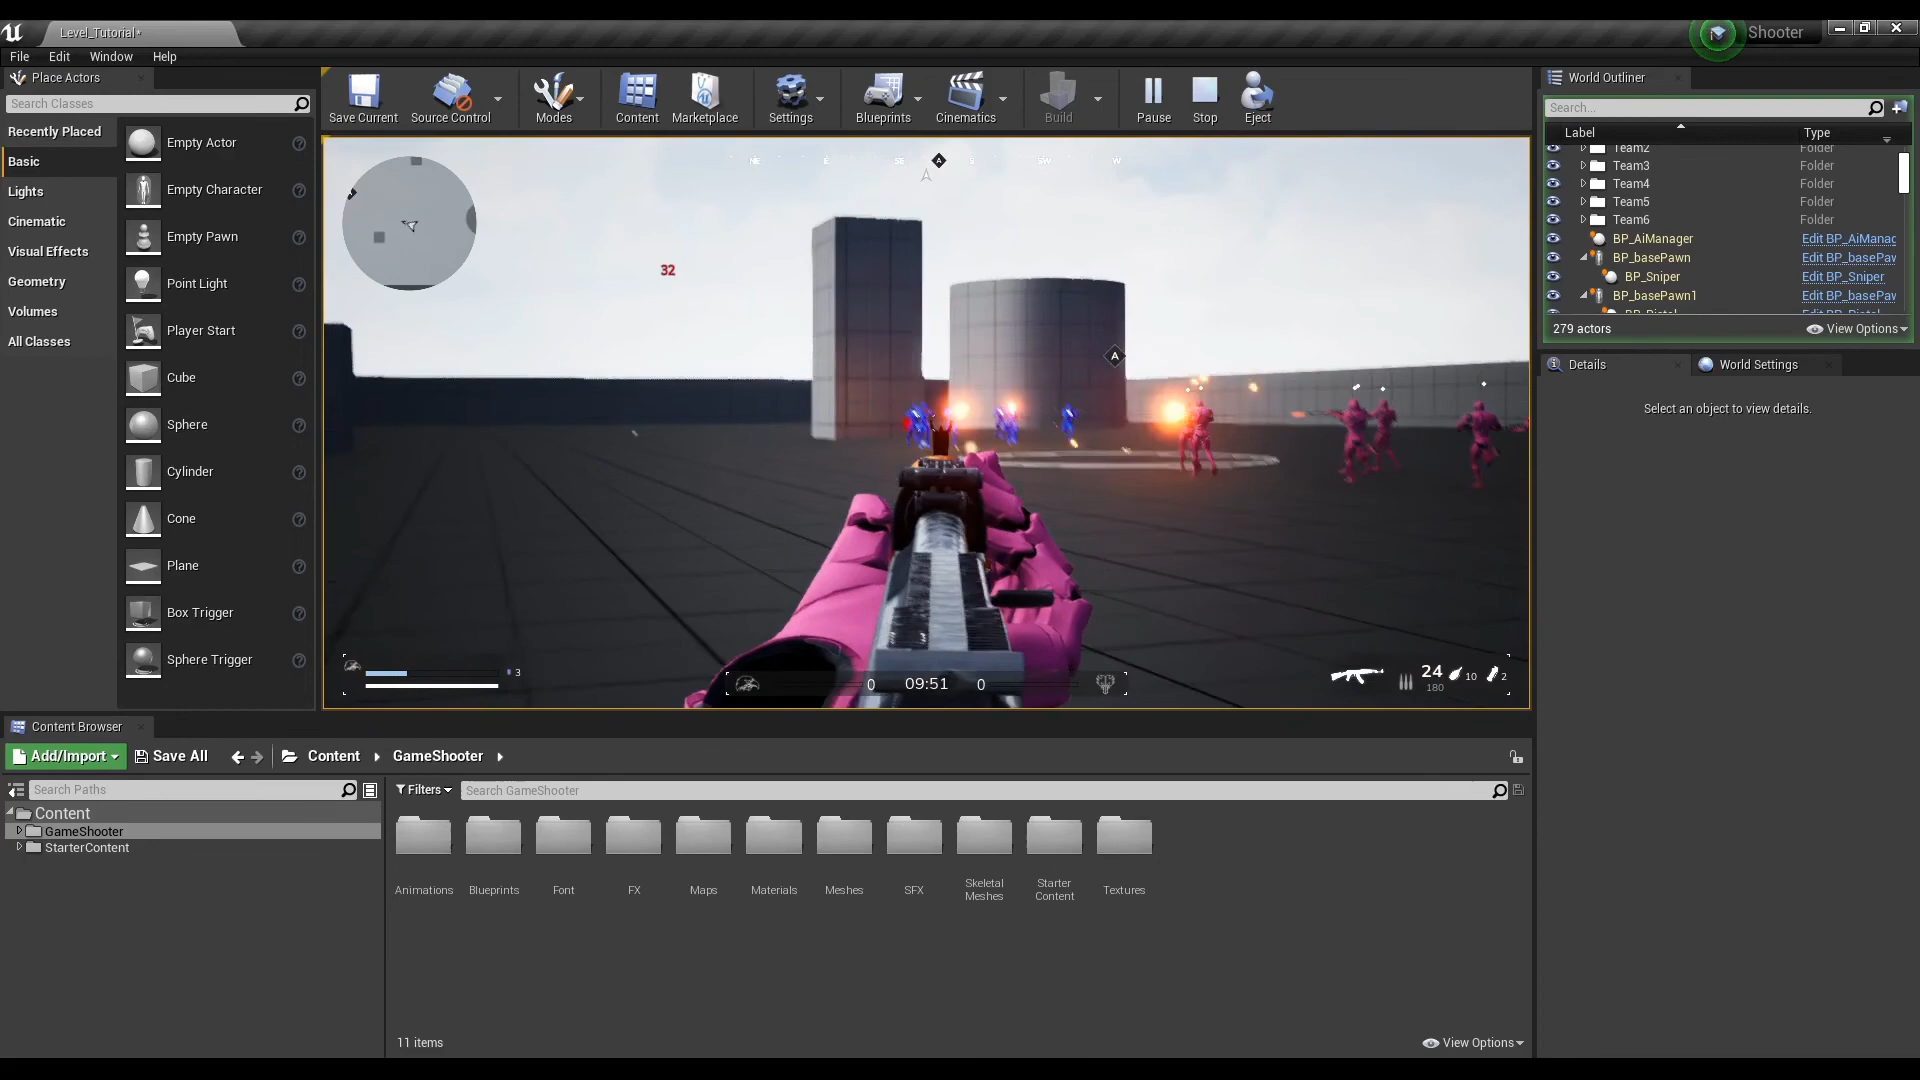 Level_Tutorial*
Shooter
File Edit Window Help
Place Actors
Search Classes
Recently Placed
Basic
Lights
Cinematic
Visual Effects
Geometry
Volumes
All Classes
Empty Actor
Empty Character
Empty Pawn
Point Light
Player Start
Cube
Sphere
Cylinder
Cone
Plane
Box Trigger
Sphere Trigger
Save Current
Source Control
Modes
Content
Marketplace
Settings
Blueprints
Cinematics
Build
Pause
Stop
Eject
NE E SE A S SW W
32
A
3
0 09:51 0
24 10 2
180
World Outliner
Search...
Label Type
Team2 Folder
Team3 Folder
Team4 Folder
Team5 Folder
Team6 Folder
BP_AiManager Edit BP_AiManac
BP_basePawn Edit BP_basePav
BP_Sniper Edit BP_Sniper
BP_basePawn1 Edit BP_basePav
279 actors View Options
Details World Settings
Select an object to view details.
Content Browser
Add/Import Save All Content GameShooter
Search Paths
Content
GameShooter
StarterContent
Filters Search GameShooter
Animations
Blueprints
Font
FX
Maps
Materials
Meshes
SFX
Skeletal
Meshes
Starter
Content
Textures
11 items View Options